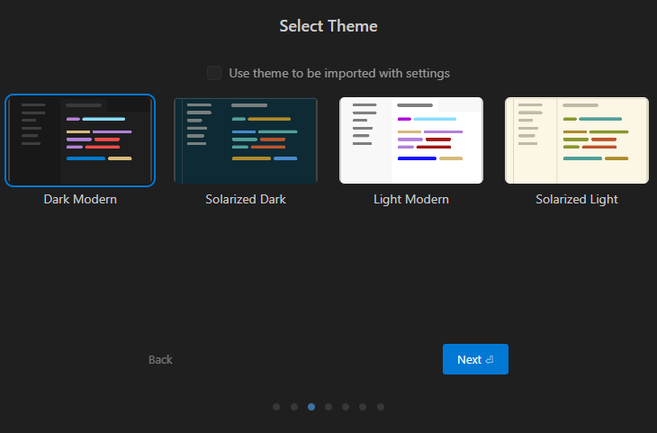 Select Theme
Use theme to be imported with settings
Dark Modern
Solarized Dark
Light Modern
Solarized Light
Back
Next ⏎